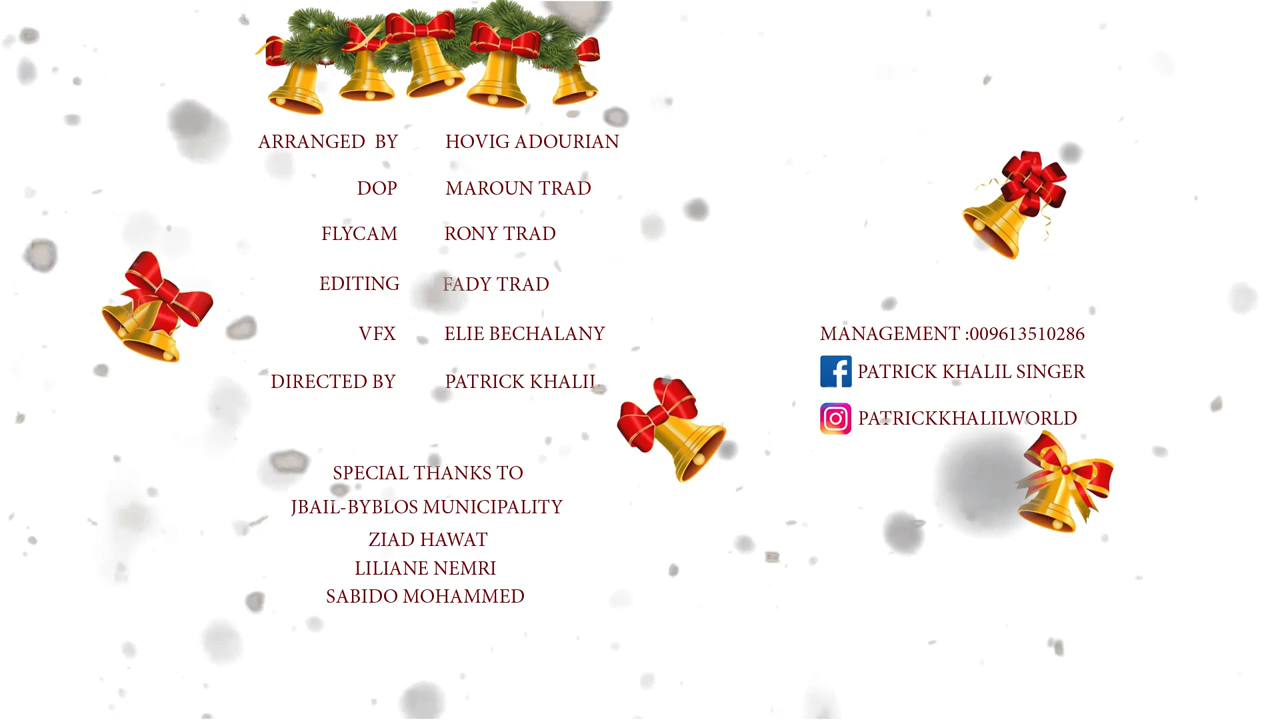 ARRANGED BY HOVIG ADOURIAN
DOP MAROUN TRAD
FLYCAM RONY TRAD
EDITING FADY TRAD
VFX ELIE BECHALANY
DIRECTED BY PATRICK KHALIL
SPECIAL THANKS TO
JBAIL-BYBLOS MUNICIPALITY
ZIAD HAWAT
LILIANE NEMRI
SABIDO MOHAMMED
MANAGEMENT :009613510286
PATRICK KHALIL SINGER
PATRICKKHALILWORLD